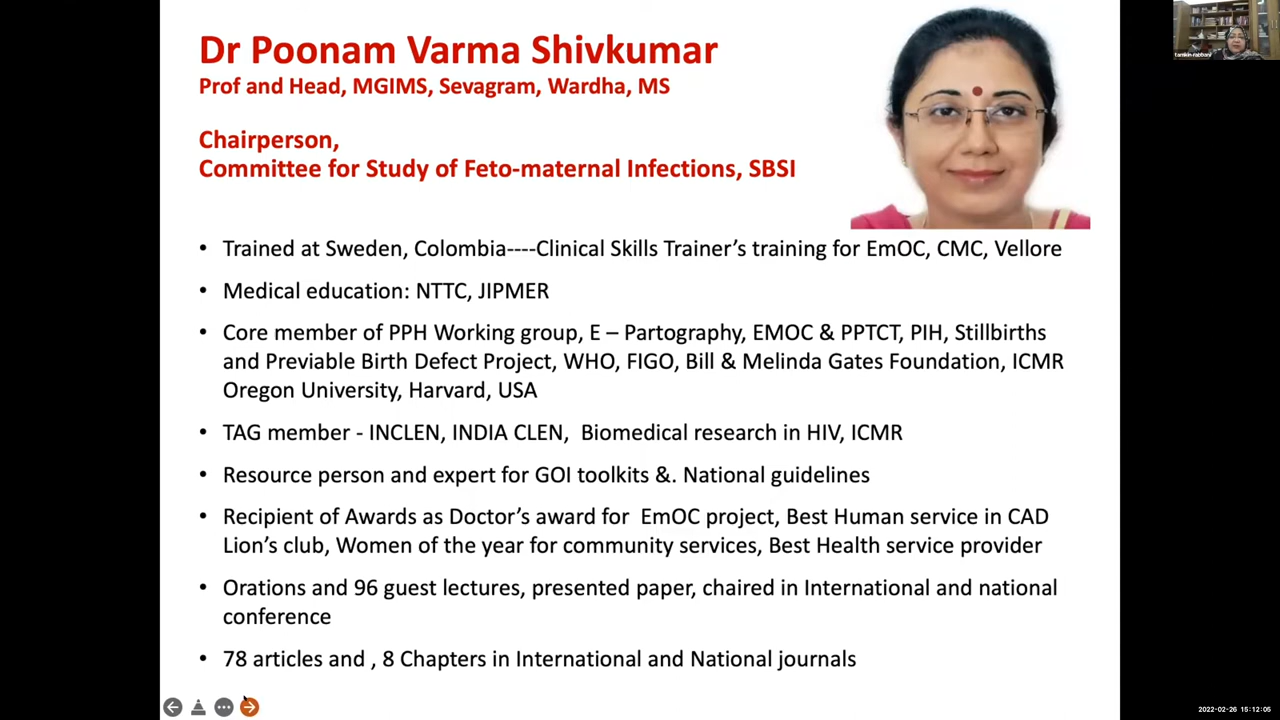 Dr Poonam Varma Shivkumar
Prof and Head, MGIMS, Sevagram, Wardha, MS
Chairperson,
Committee for Study of Feto-maternal Infections, SBSI
• Trained at Sweden, Colombia----Clinical Skills Trainer's training for EmOC, CMC, Vellore
• Medical education: NTTC, JIPMER
• Core member of PPH Working group, E – Partography, EMOC & PPTCT, PIH, Stillbirths
and Previable Birth Defect Project, WHO, FIGO, Bill & Melinda Gates Foundation, ICMR
Oregon University, Harvard, USA
• TAG member - INCLEN, INDIA CLEN,  Biomedical research in HIV, ICMR
• Resource person and expert for GOI toolkits &. National guidelines
• Recipient of Awards as Doctor's award for  EmOC project, Best Human service in CAD
Lion's club, Women of the year for community services, Best Health service provider
• Orations and 96 guest lectures, presented paper, chaired in International and national
conference
• 78 articles and , 8 Chapters in International and National journals
tamkin rabbani
2022-02-26 15:12:05